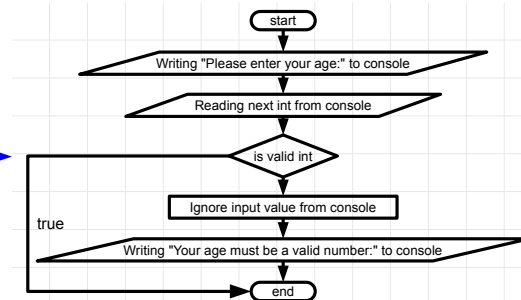 start
Writing "Please enter your age:" to console
Reading next int from console
is valid int
Ignore input value from console
true
Writing "Your age must be a valid number:" to console
end